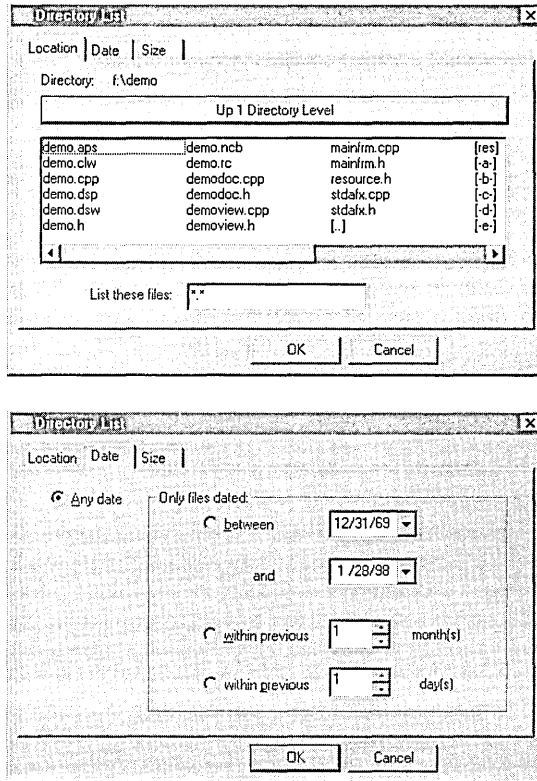 Directory List
Location Date Size
Directory: f:\demo
Up 1 Directory Level
demo.aps demo.ncb mainfrm.cpp [res]
demo.clw demo.rc mainfrm.h [-a-]
demo.cpp demodoc.cpp resource.h [-b-]
demo.dsp demodoc.h stdafx.cpp [-c-]
demo.dsw demoview.cpp stdafx.h [-d-]
demo.h demoview.h [..] [-e-]
List these files: *.*
OK Cancel
Directory List
Location Date Size
Any date Only files dated:
between 12/31/69
and 1 /28/98
within previous 1 month(s)
within previous 1 day(s)
OK Cancel